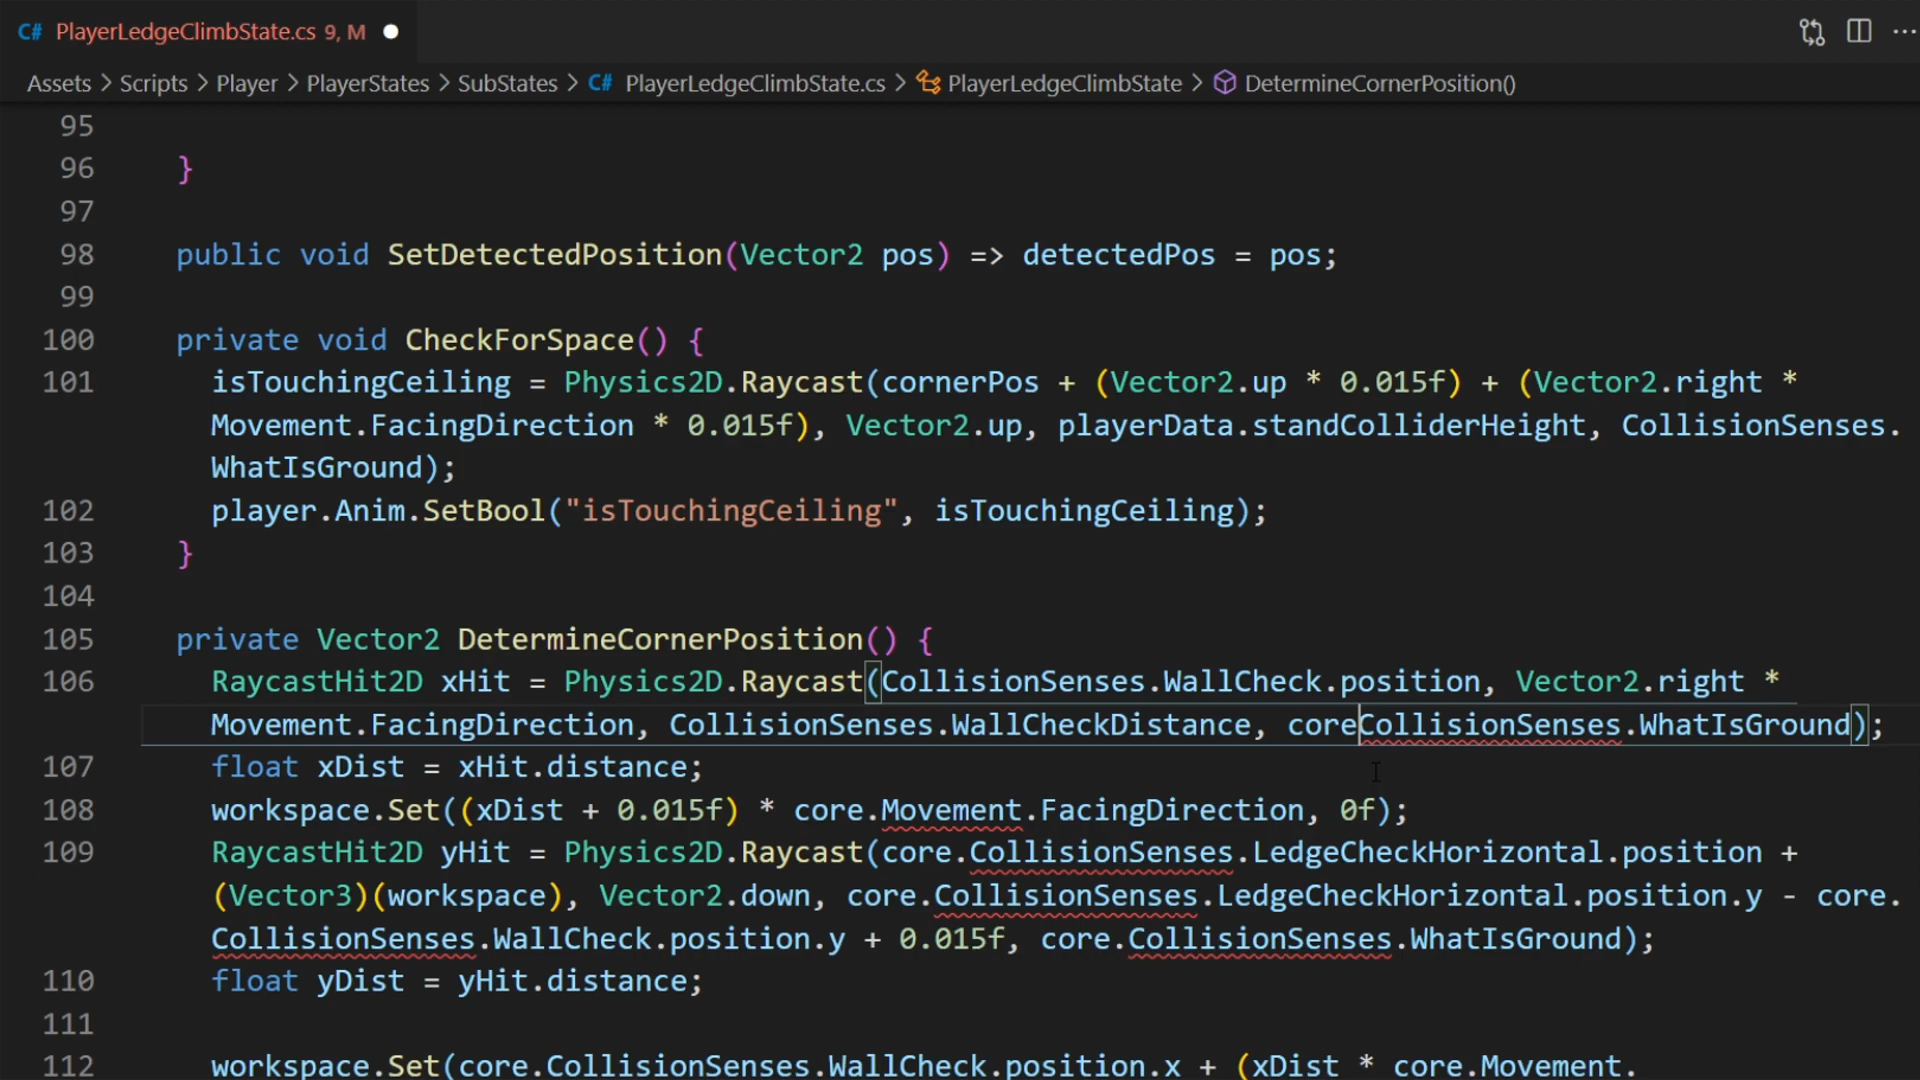 C# PlayerLedgeClimbState.cs 9, M
Assets > Scripts > Player > PlayerStates > SubStates > C# PlayerLedgeClimbState.cs > PlayerLedgeClimbState > DetermineCornerPosition()
95
96 }
97
98 public void SetDetectedPosition(Vector2 pos) => detectedPos = pos;
99
100 private void CheckForSpace() {
101 isTouchingCeiling = Physics2D.Raycast(cornerPos + (Vector2.up * 0.015f) + (Vector2.right *
Movement.FacingDirection * 0.015f), Vector2.up, playerData.standColliderHeight, CollisionSenses.
WhatIsGround);
102 player.Anim.SetBool("isTouchingCeiling", isTouchingCeiling);
103 }
104
105 private Vector2 DetermineCornerPosition() {
106 RaycastHit2D xHit = Physics2D.Raycast(CollisionSenses.WallCheck.position, Vector2.right *
Movement.FacingDirection, CollisionSenses.WallCheckDistance, coreCollisionSenses.WhatIsGround);
107 float xDist = xHit.distance;
108 workspace.Set((xDist + 0.015f) * core.Movement.FacingDirection, 0f);
109 RaycastHit2D yHit = Physics2D.Raycast(core.CollisionSenses.LedgeCheckHorizontal.position +
(Vector3)(workspace), Vector2.down, core.CollisionSenses.LedgeCheckHorizontal.position.y - core.
CollisionSenses.WallCheck.position.y + 0.015f, core.CollisionSenses.WhatIsGround);
110 float yDist = yHit.distance;
111
112 workspace.Set(core.CollisionSenses.WallCheck.position.x + (xDist * core.Movement.